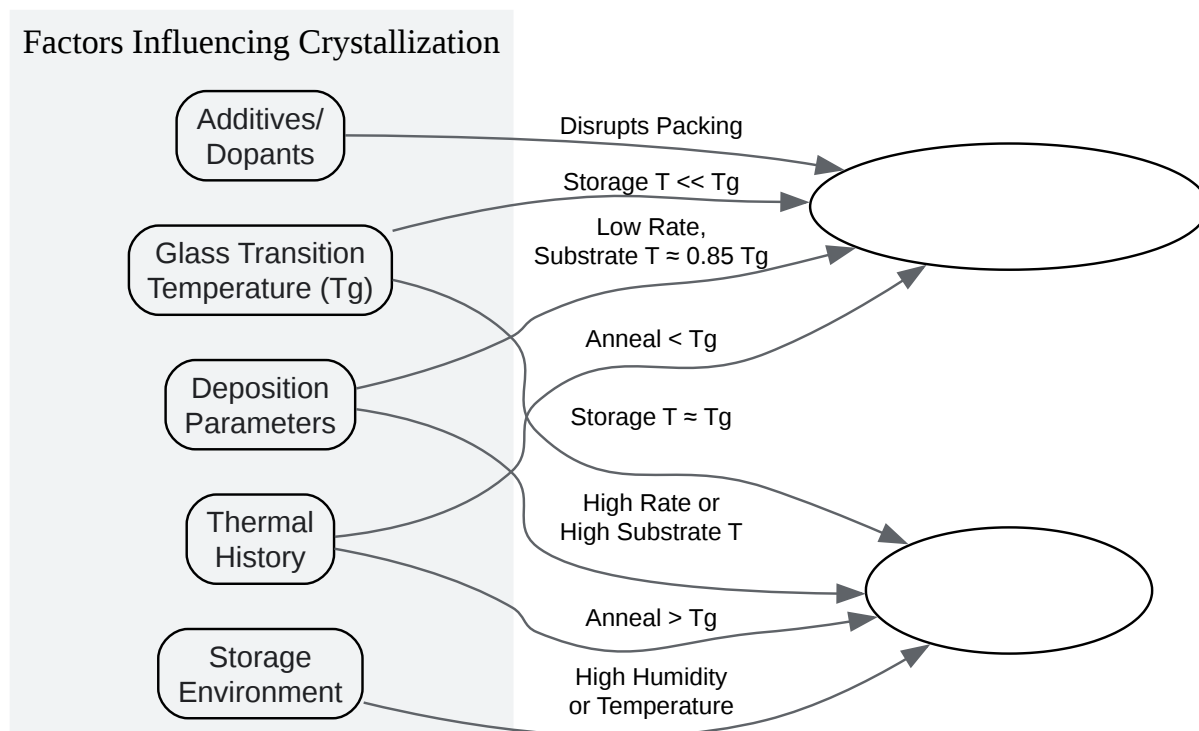 Factors Influencing Crystallization
Additives/
Dopants
Disrupts Packing
Storage T << Tg
Glass Transition
Temperature (Tg)
Low Rate,
Substrate T ≈ 0.85 Tg
Anneal < Tg
Deposition
Parameters
Storage T ≈ Tg
High Rate or
High Substrate T
Thermal
History
Anneal > Tg
Storage
Environment
High Humidity
or Temperature